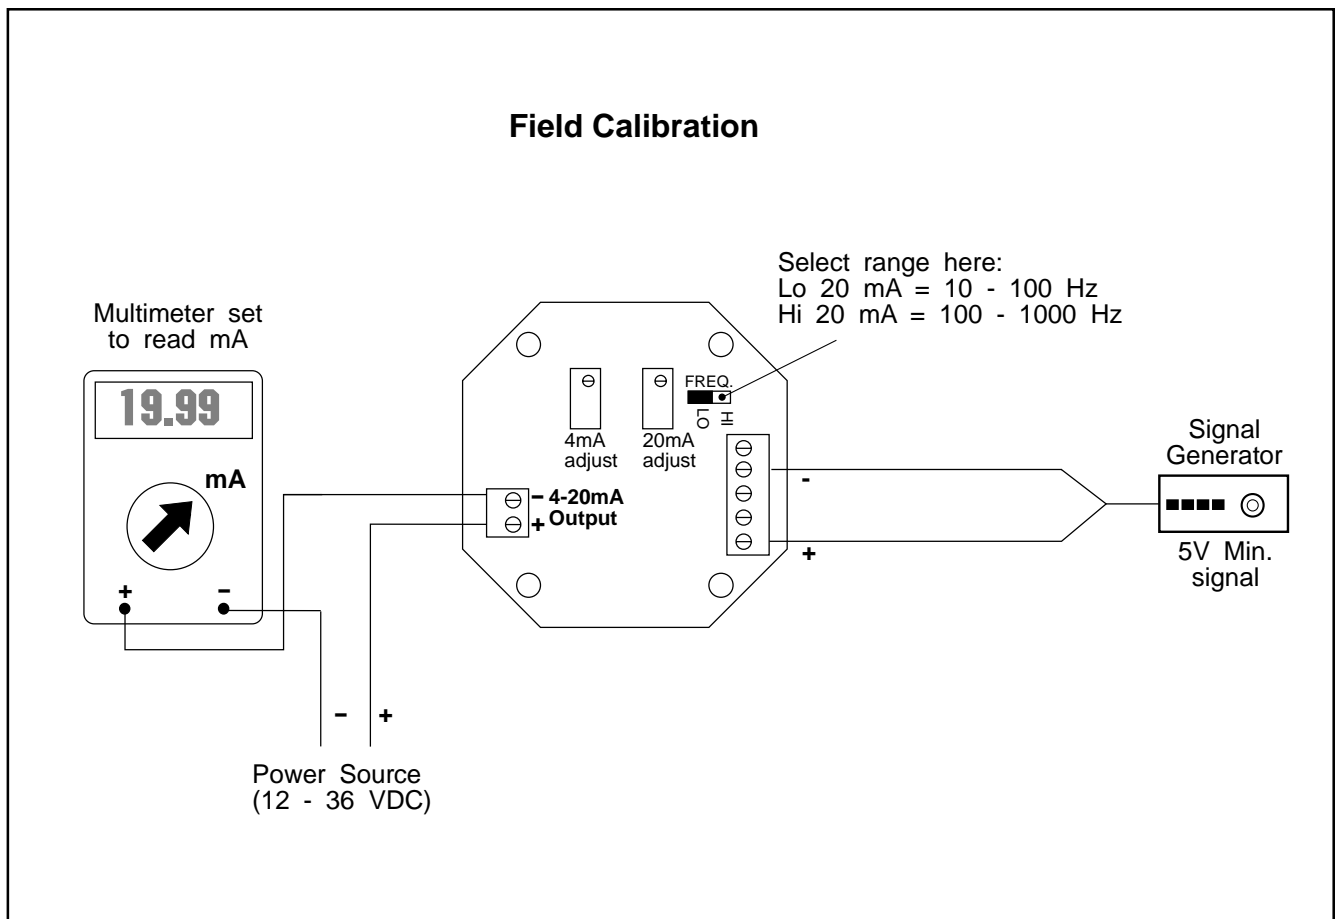 Field Calibration
Select range here:
Lo 20 mA = 10 - 100 Hz
Hi 20 mA = 100 - 1000 Hz
Multimeter set
to read mA
19.99
mA
+ −
FREQ.
LO
HI
4mA
adjust
20mA
adjust
− 4-20mA
+ Output
-
+
Signal
Generator
5V Min.
signal
− +
Power Source
(12 - 36 VDC)